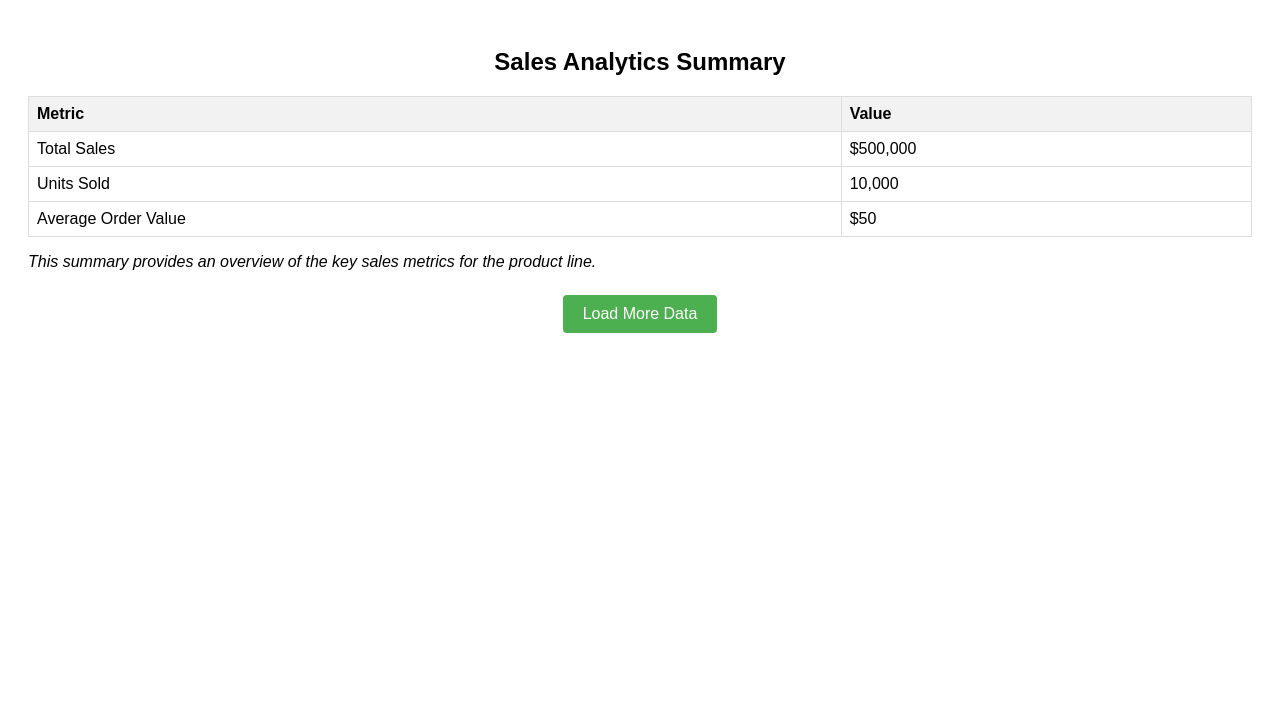 Sales Analytics Summary
Metric Value
Total Sales $500,000
Units Sold 10,000
Average Order Value $50
This summary provides an overview of the key sales metrics for the product line.
Load More Data